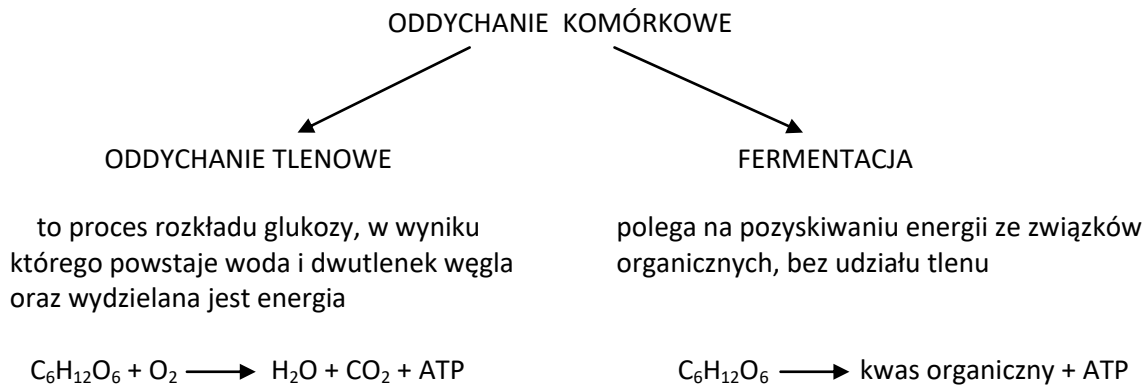 ODDYCHANIE KOMÓRKOWE
ODDYCHANIE TLENOWE
to proces rozkładu glukozy, w wyniku
którego powstaje woda i dwutlenek węgla
oraz wydzielana jest energia
C₆H₁₂O₆ + O₂ → H₂O + CO₂ + ATP
FERMENTACJA
polega na pozyskiwaniu energii ze związków
organicznych, bez udziału tlenu
C₆H₁₂O₆ → kwas organiczny + ATP